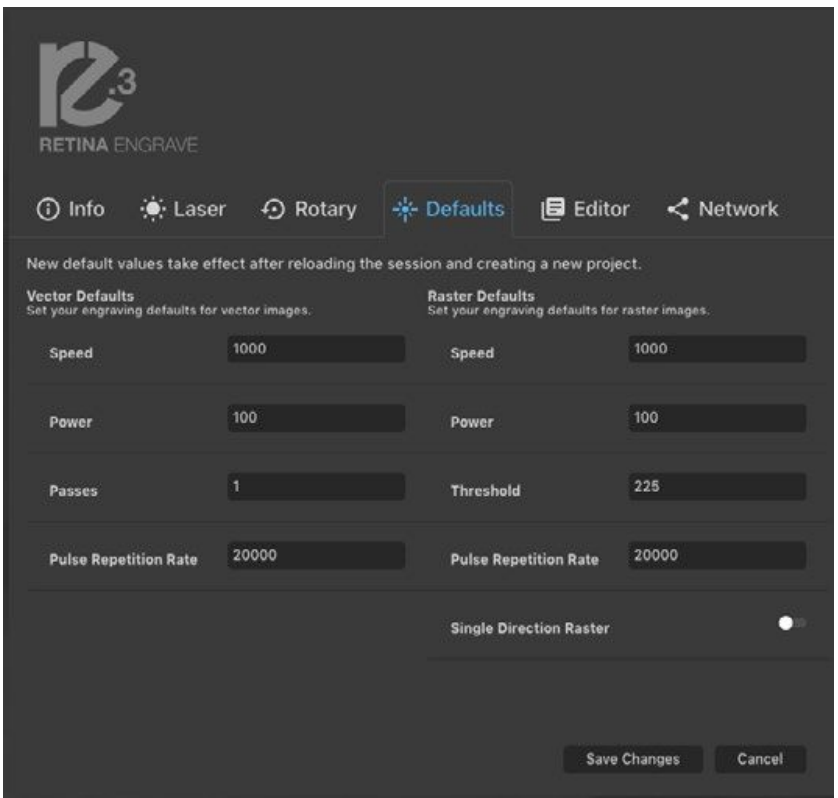 re.3
RETINA ENGRAVE
Info Laser Rotary Defaults Editor Network
New default values take effect after reloading the session and creating a new project.
Vector Defaults
Set your engraving defaults for vector images.
Speed 1000
Power 100
Passes 1
Pulse Repetition Rate 20000
Raster Defaults
Set your engraving defaults for raster images.
Speed 1000
Power 100
Threshold 225
Pulse Repetition Rate 20000
Single Direction Raster
Save Changes Cancel